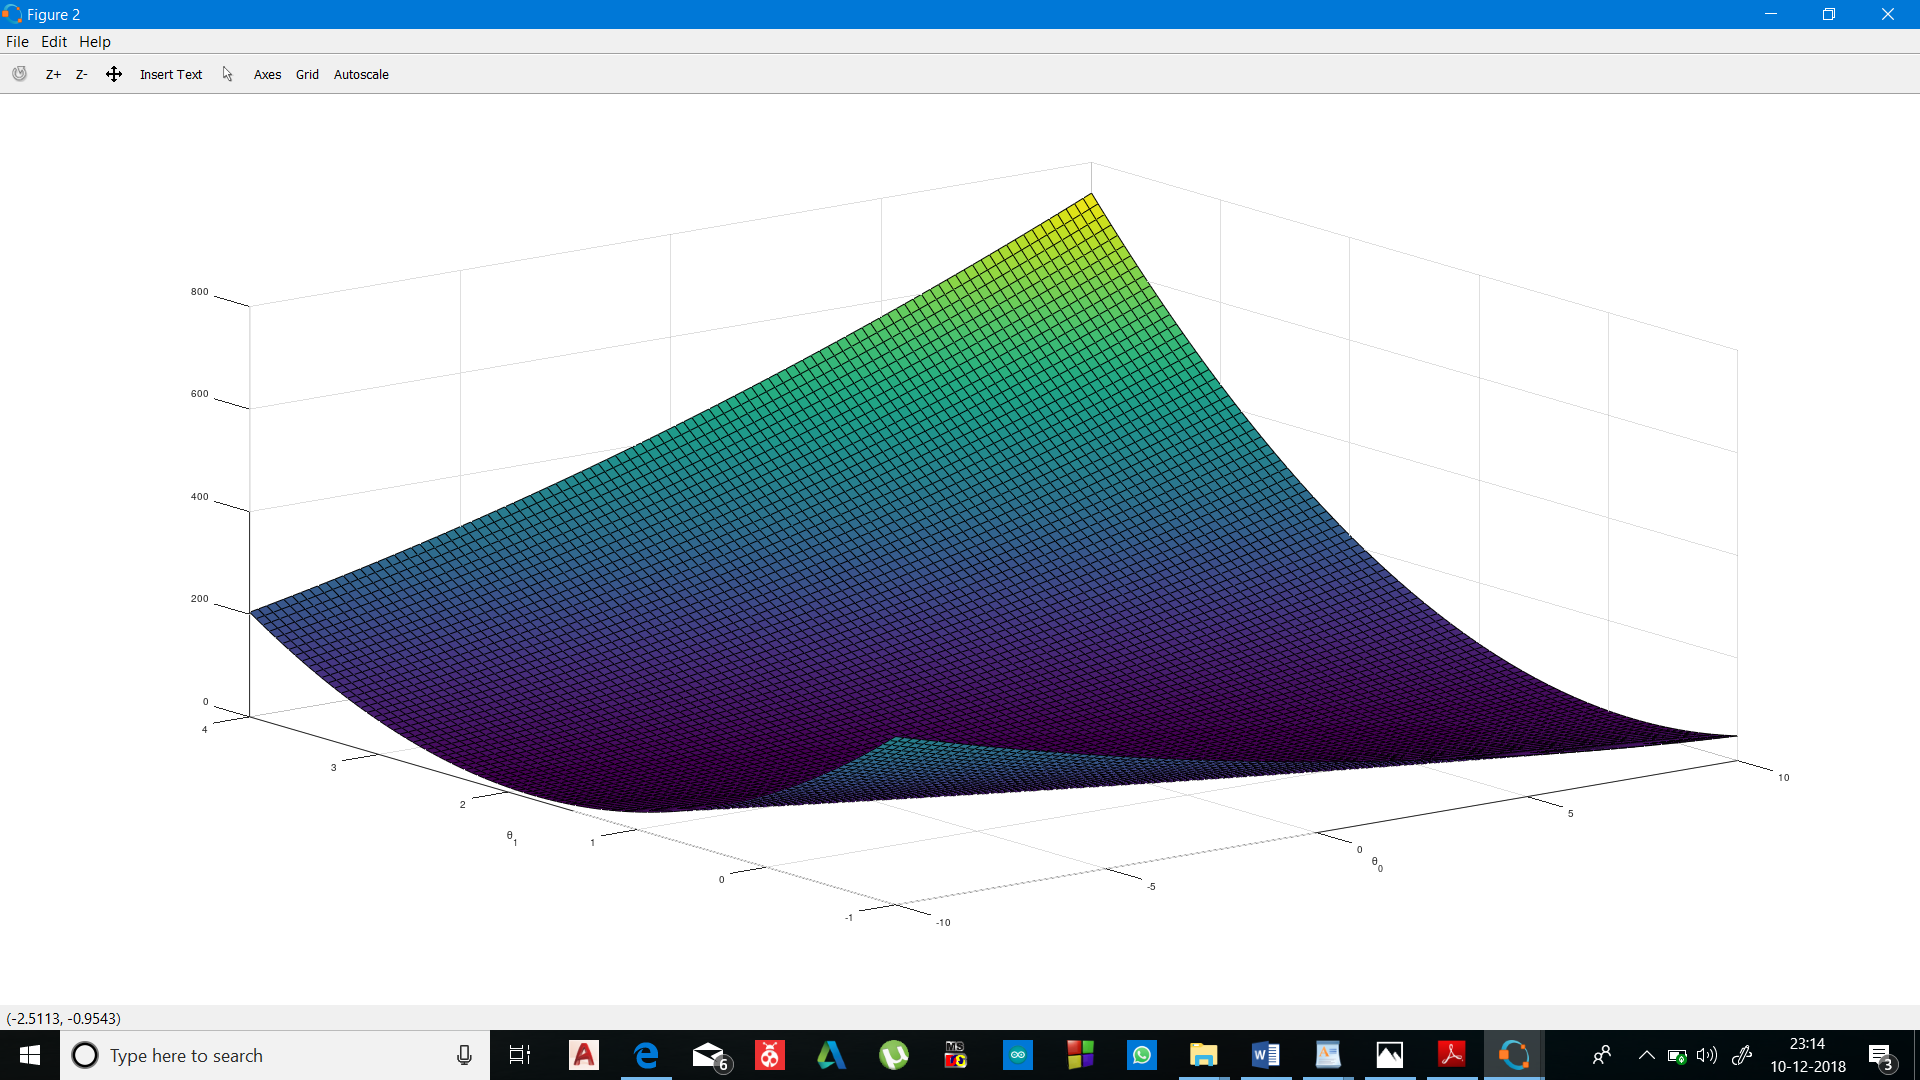 Figure 2
File Edit Help
Z+ Z- Insert Text Axes Grid Autoscale
800
600
400
200
0
4
3
2
1
0
-1
θ1
10
5
0
-5
-10
θ0
(-2.5113, -0.9543)
Type here to search
6
MS
W
23:14
10-12-2018
3